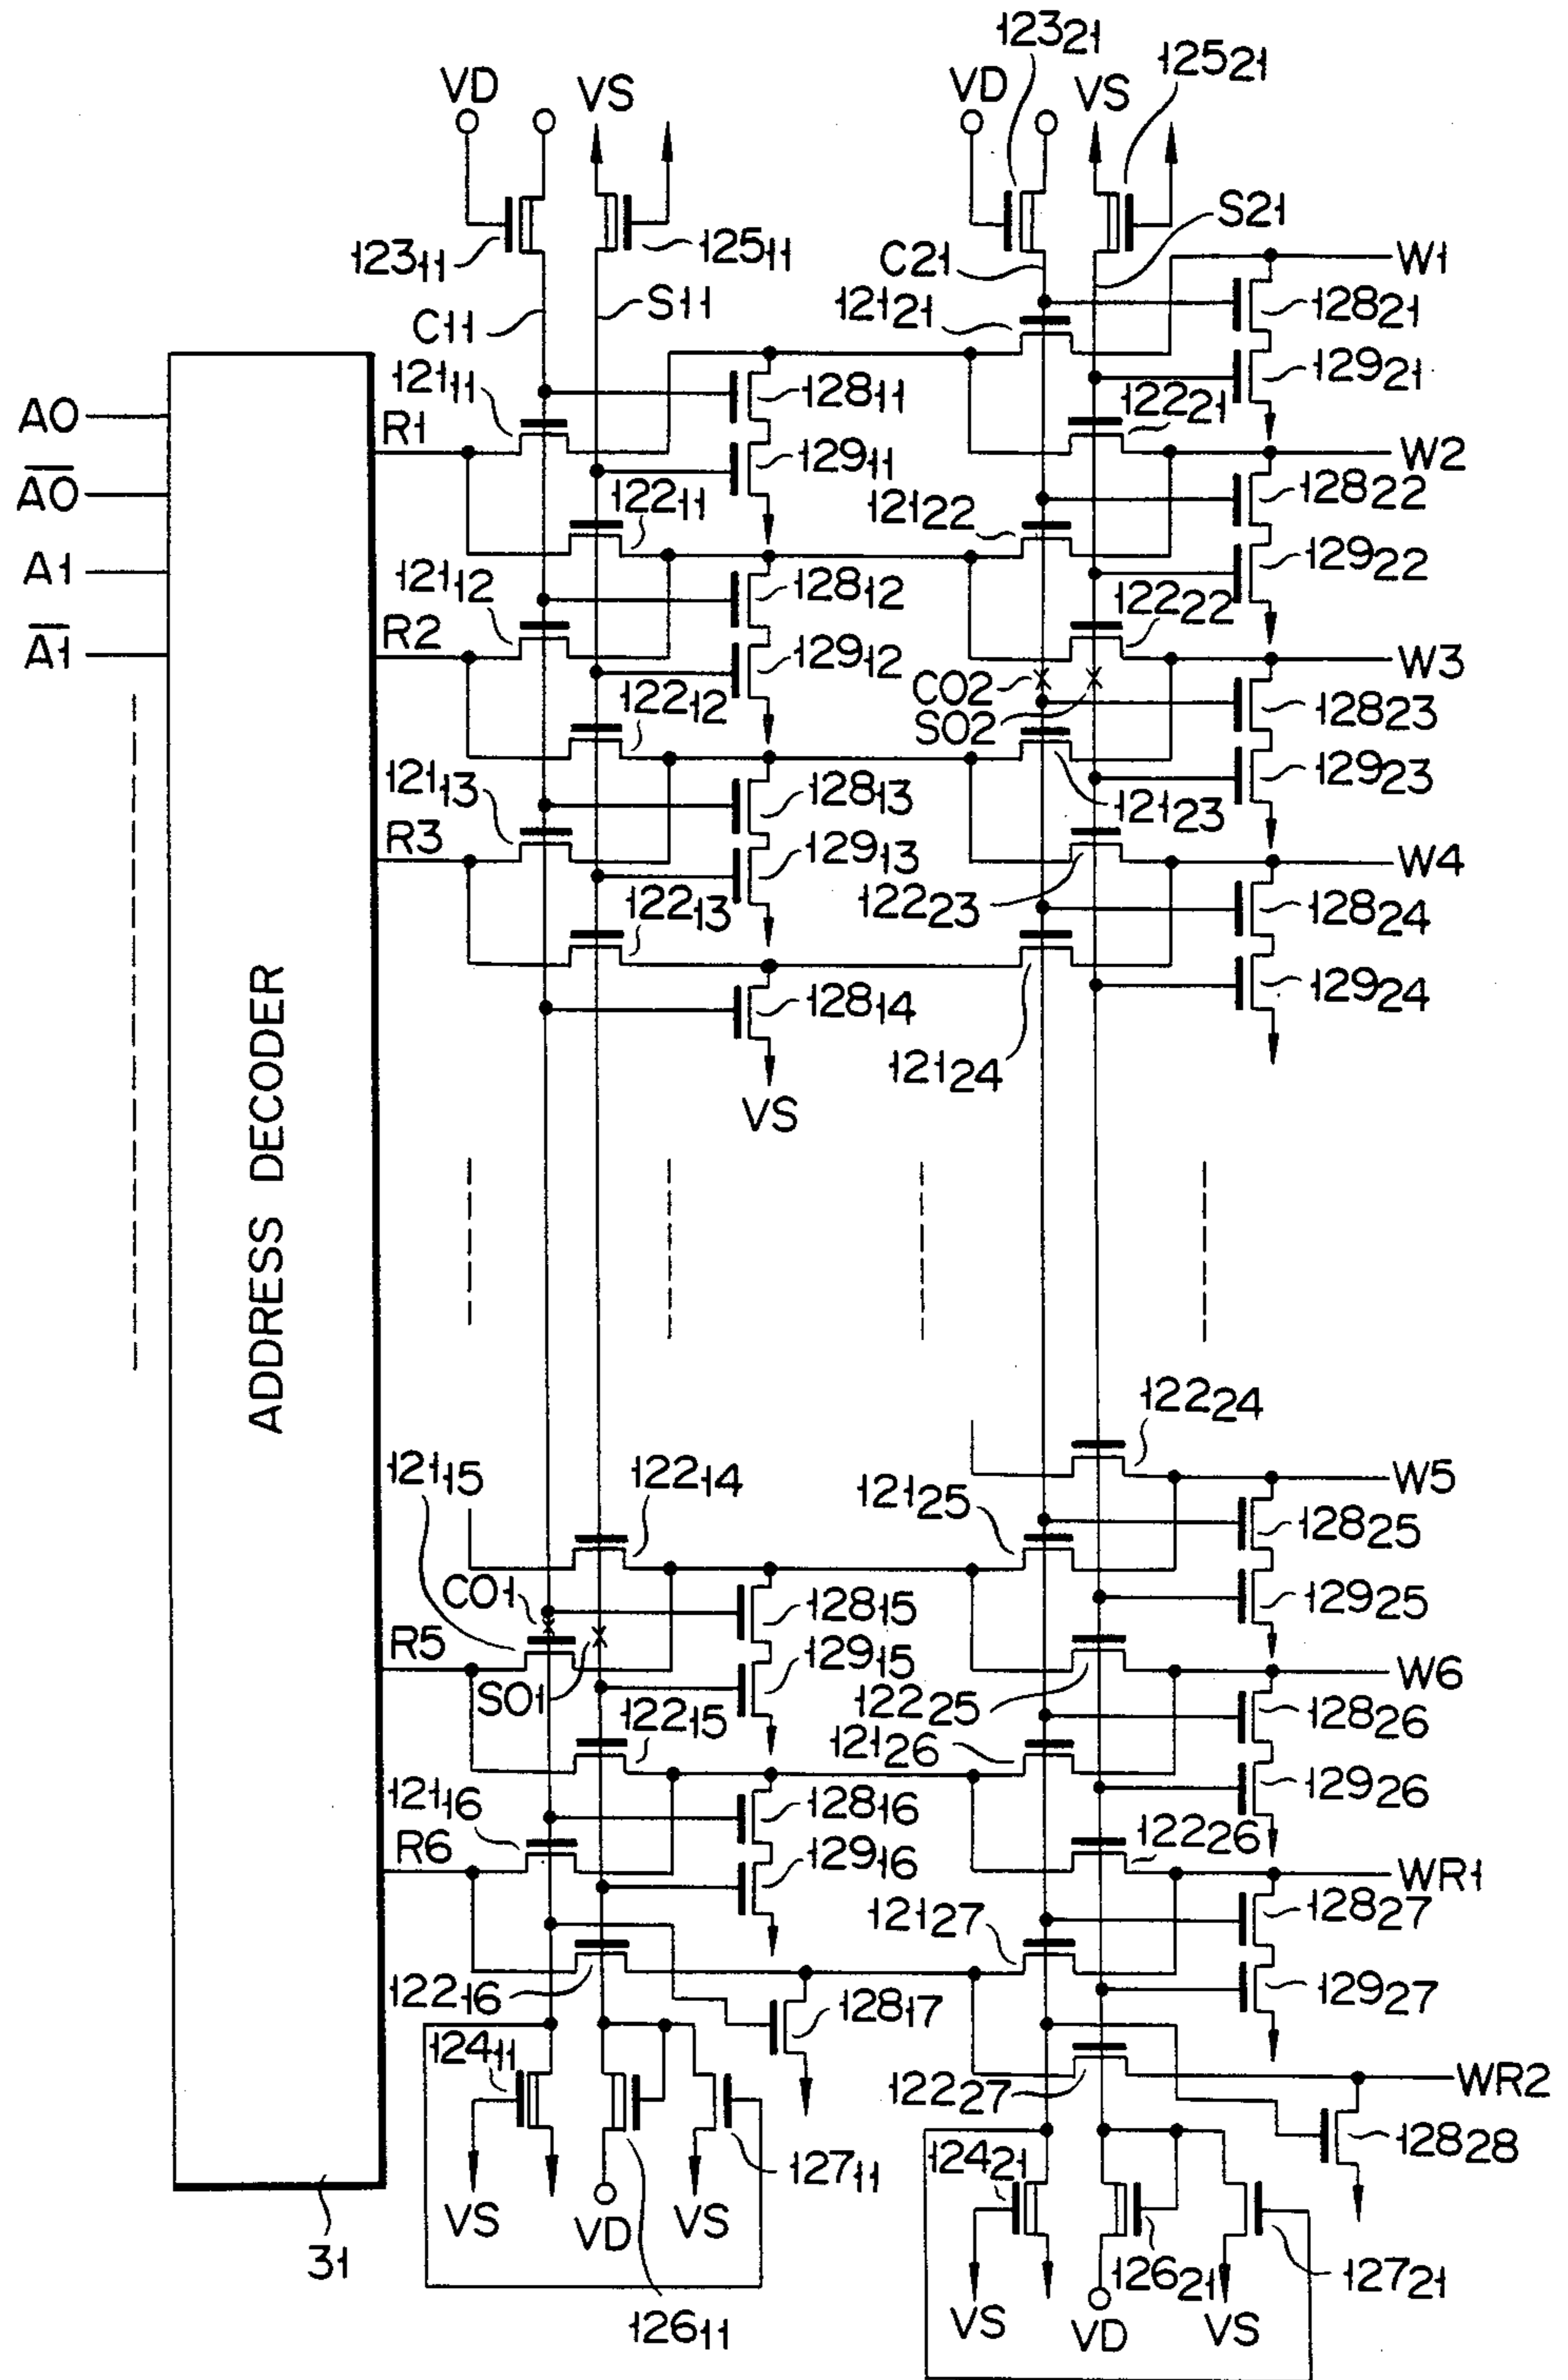 123₂₁
125₂₁
VD
VS
VD
VS
123₁₁
125₁₁
C21
S21
W1
C11
S11
121₂₁
128₂₁
121₁₁
128₁₁
129₂₁
A0
R1
122₂₁
129₁₁
W2
A̅0̅
122₁₁
121₂₂
128₂₂
A1
121₁₂
128₁₂
129₂₂
122₂₂
A̅1̅
R2
129₁₂
W3
CO2
122₁₂
SO2
128₂₃
121₁₃
128₁₃
129₂₃
121₂₃
R3
129₁₃
W4
122₁₃
122₂₃
128₂₄
129₂₄
128₁₄
121₂₄
VS
ADDRESS DECODER
122₂₄
121₁₅
122₁₄
W5
121₂₅
128₂₅
CO1
128₁₅
129₂₅
R5
129₁₅
W6
SO1
122₂₅
122₁₅
128₂₆
121₂₆
121₁₆
128₁₆
129₂₆
R6
122₂₆
129₁₆
WR1
121₂₇
128₂₇
122₁₆
128₁₇
129₂₇
124₁₁
WR2
122₂₇
127₁₁
124₂₁
128₂₈
VS
VD
VS
31
126₂₁
127₂₁
126₁₁
VS
VD
VS